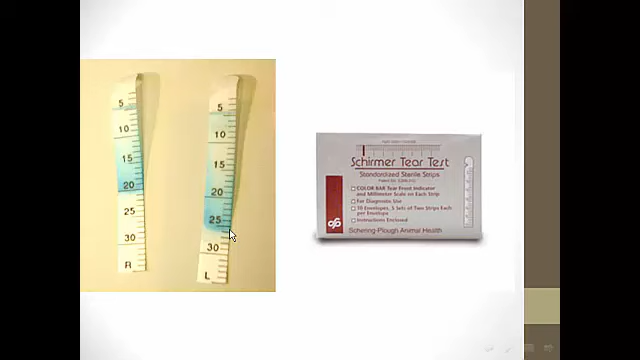 5
10
15
20
25
30
R
5
10
15
20
25
30
L
Schirmer Tear Test
Standardized Sterile Strips
COLOR BAR Tear Front Indicator
and Millimeter Scale on Each Strip
For Diagnostic Use
10 Envelopes, 5 Sets of Two Strips Each
per Envelope
Instructions Enclosed
Schering-Plough Animal Health